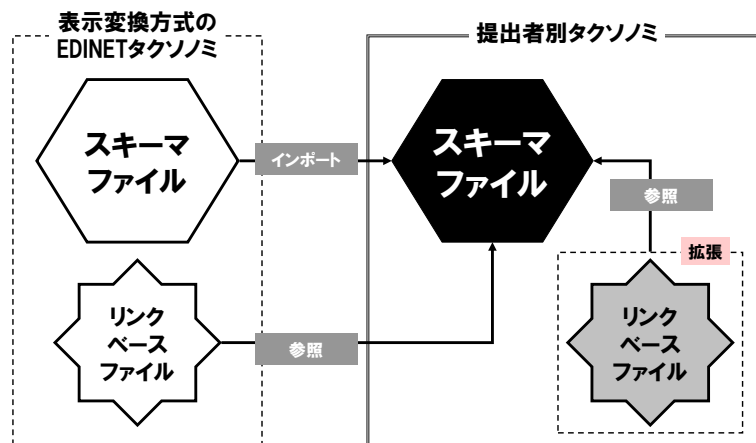 表示変換方式の
EDINETタクソノミ
提出者別タクソノミ
スキーマ
ファイル
インポート
スキーマ
ファイル
参照
拡張
リンク
ベース
ファイル
参照
リンク
ベース
ファイル